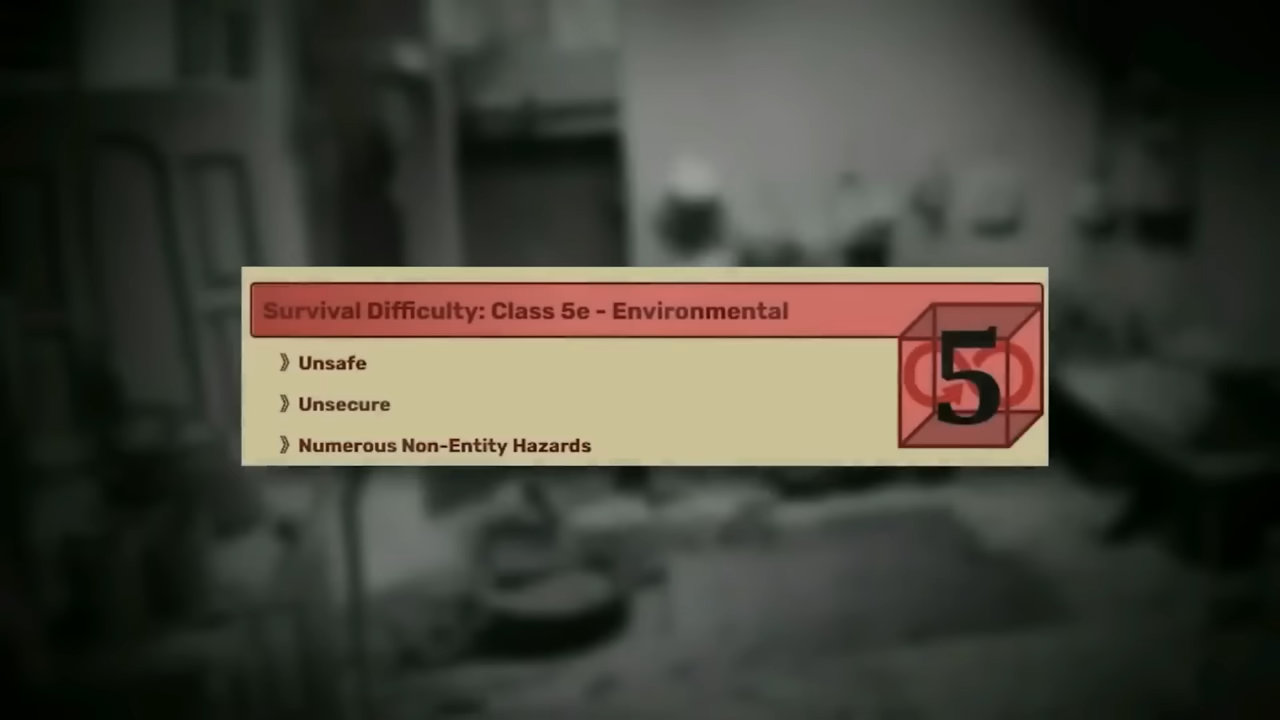 Survival Difficulty: Class 5e - Environmental
》Unsafe
》Unsecure
》Numerous Non-Entity Hazards
5